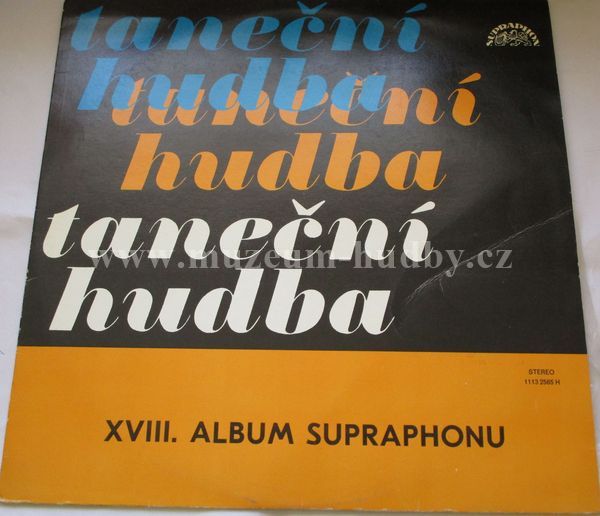 SUPRAPHON
taneční
hudba
taneční
hudba
taneční
hudba
www.muzeum-hudby.cz
STEREO
1113 2565 H
XVIII. ALBUM SUPRAPHONU